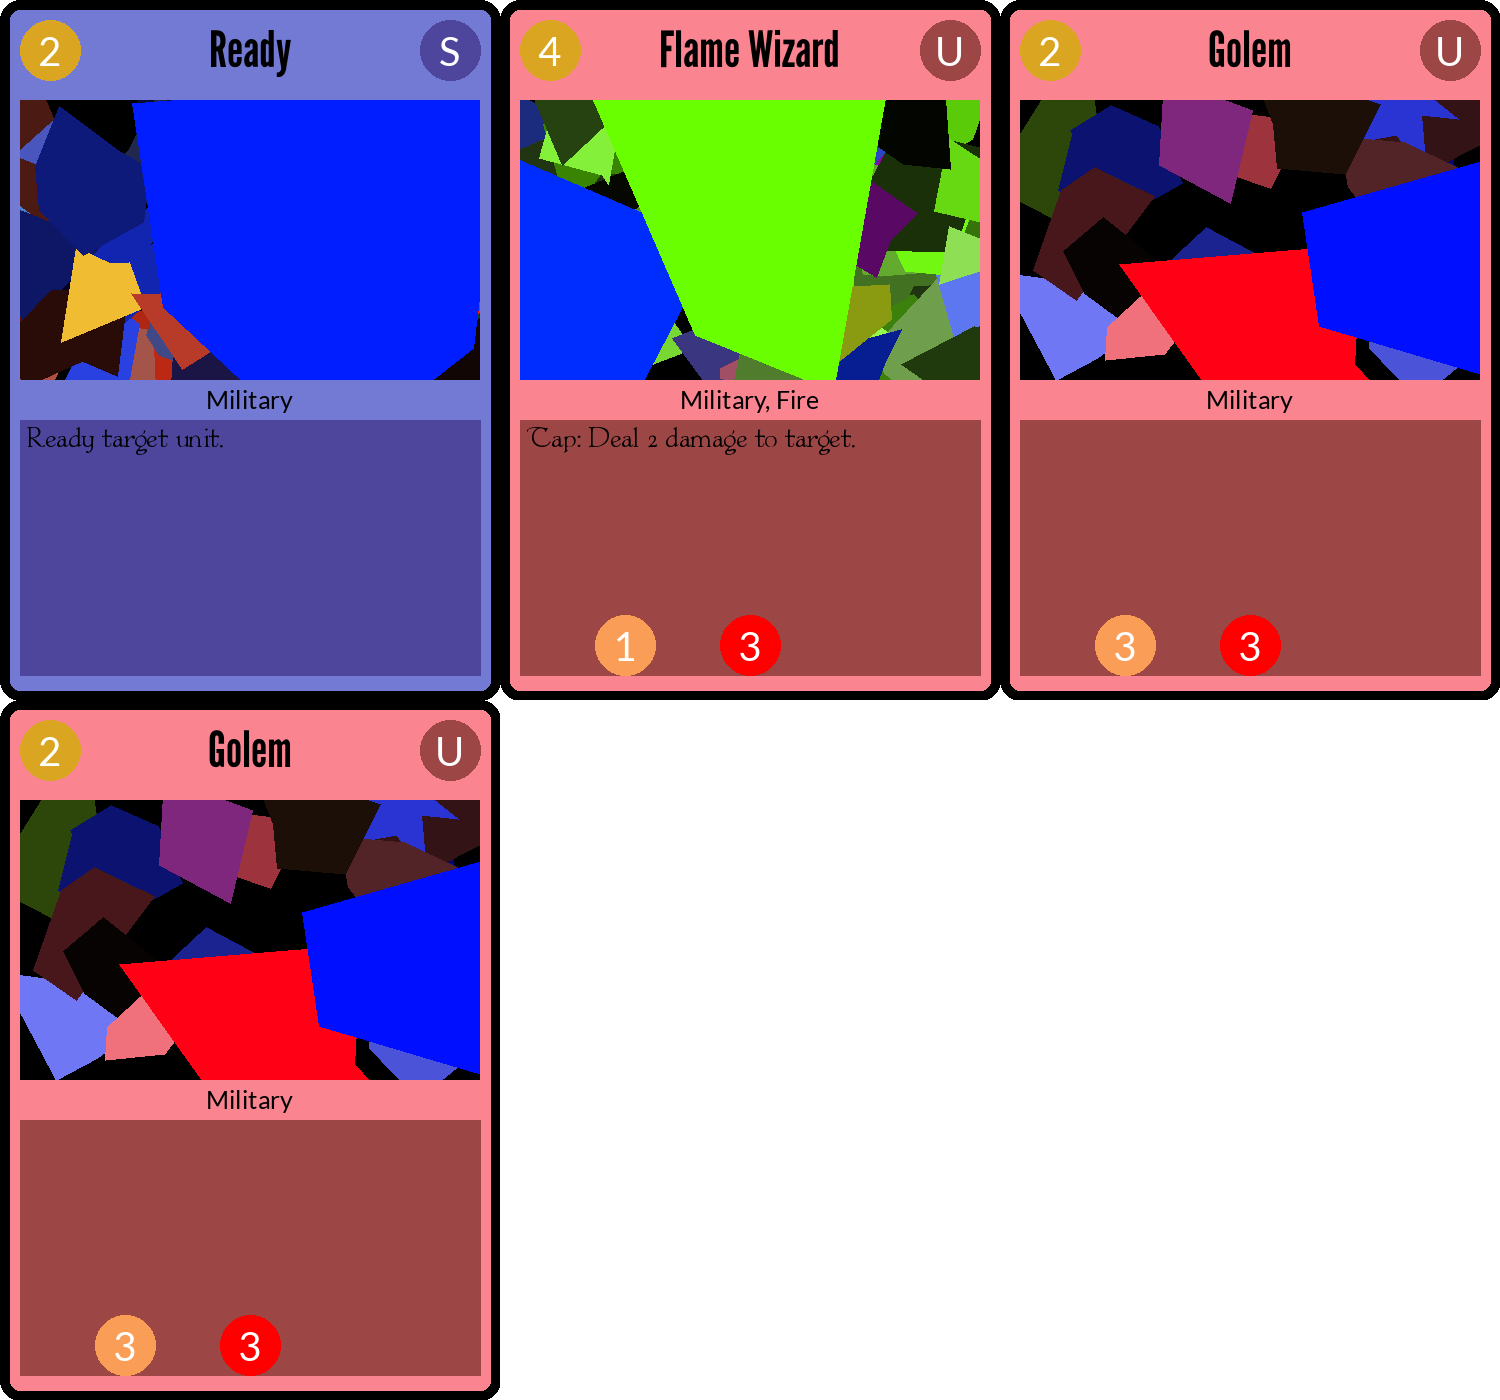 2 Ready S
Military
Ready target unit.
4 Flame Wizard U
Military, Fire
Tap: Deal 2 damage to target.
1 3
2 Golem U
Military
3 3
2 Golem U
Military
3 3